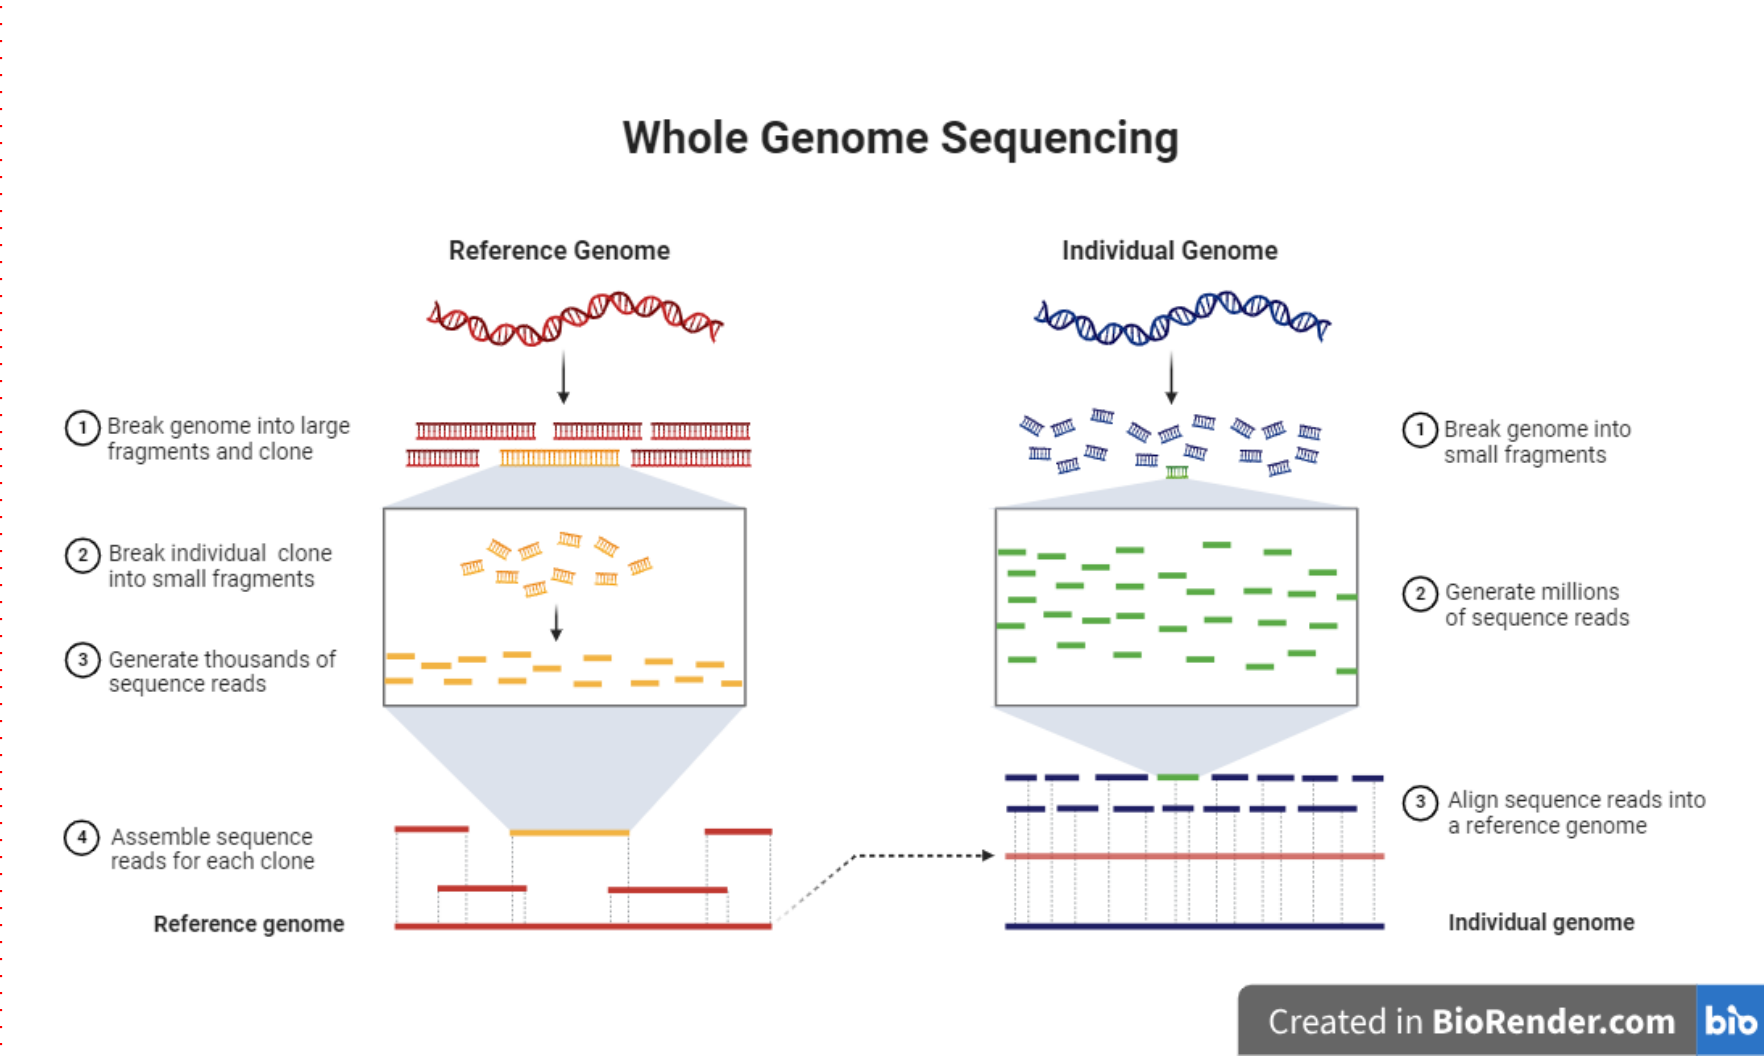 Whole Genome Sequencing
Reference Genome
1 Break genome into large
fragments and clone
2 Break individual clone
into small fragments
3 Generate thousands of
sequence reads
4 Assemble sequence
reads for each clone
Reference genome
Individual Genome
1 Break genome into
small fragments
2 Generate millions
of sequence reads
3 Align sequence reads into
a reference genome
Individual genome
Created in BioRender.com bio